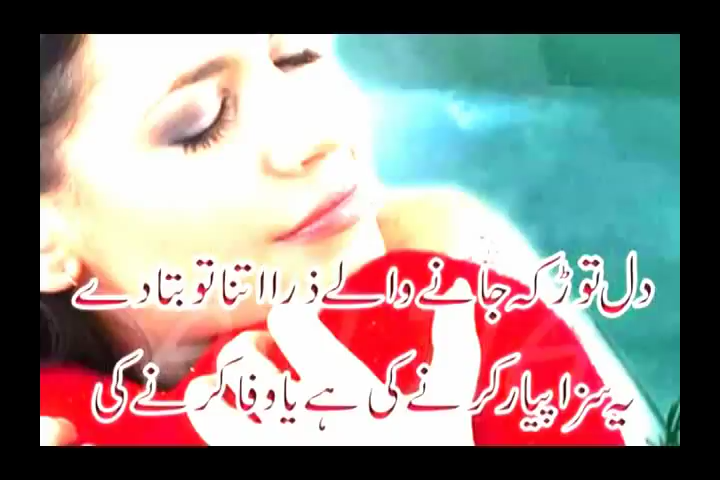 دل توڑ کہ جانے والے ذرا اتنا تو بتا دے
یہ سزا پیار کرنے کی ہے یا وفا کرنے کی